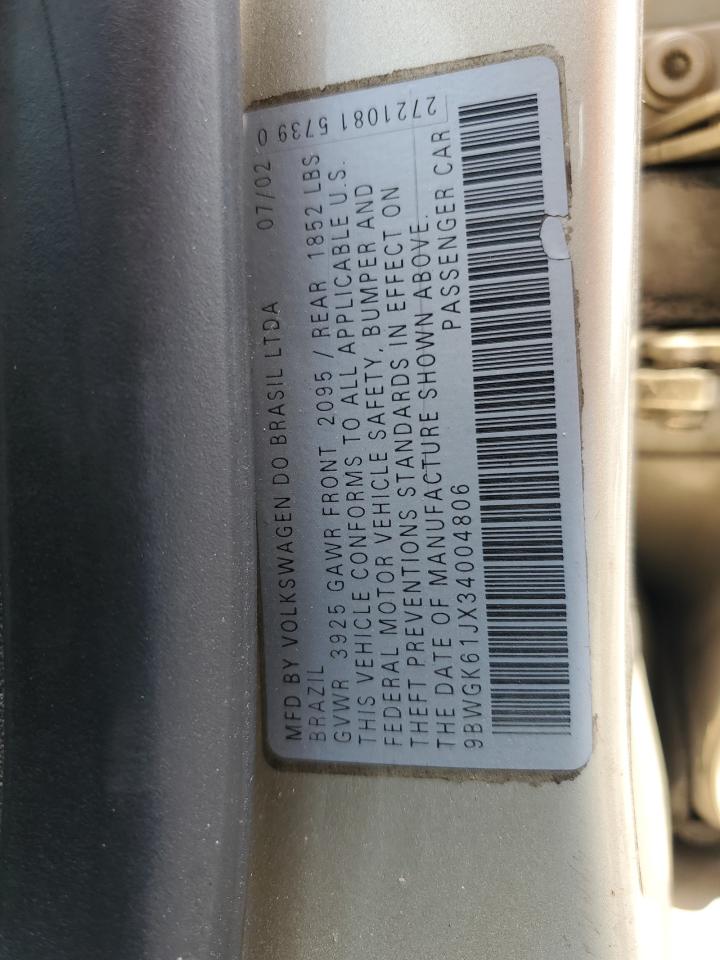 2721081 5739 0
MFD BY VOLKSWAGEN DO BRASIL LTDA 07/02
BRAZIL
GVWR 3925 GAWR FRONT 2095 / REAR 1852 LBS
THIS VEHICLE CONFORMS TO ALL APPLICABLE U.S.
FEDERAL MOTOR VEHICLE SAFETY, BUMPER AND
THEFT PREVENTIONS STANDARDS IN EFFECT ON
THE DATE OF MANUFACTURE SHOWN ABOVE.
9BWGK61JX34004806 PASSENGER CAR